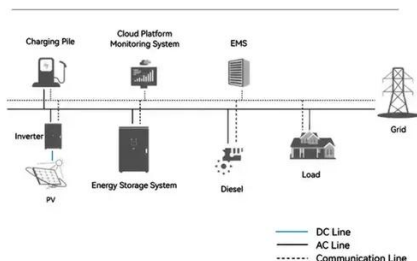 Charging Pile
Cloud Platform
Monitoring System
EMS
Grid
Inverter
PV
Energy Storage System
Diesel
Load
DC Line
AC Line
Communication Line